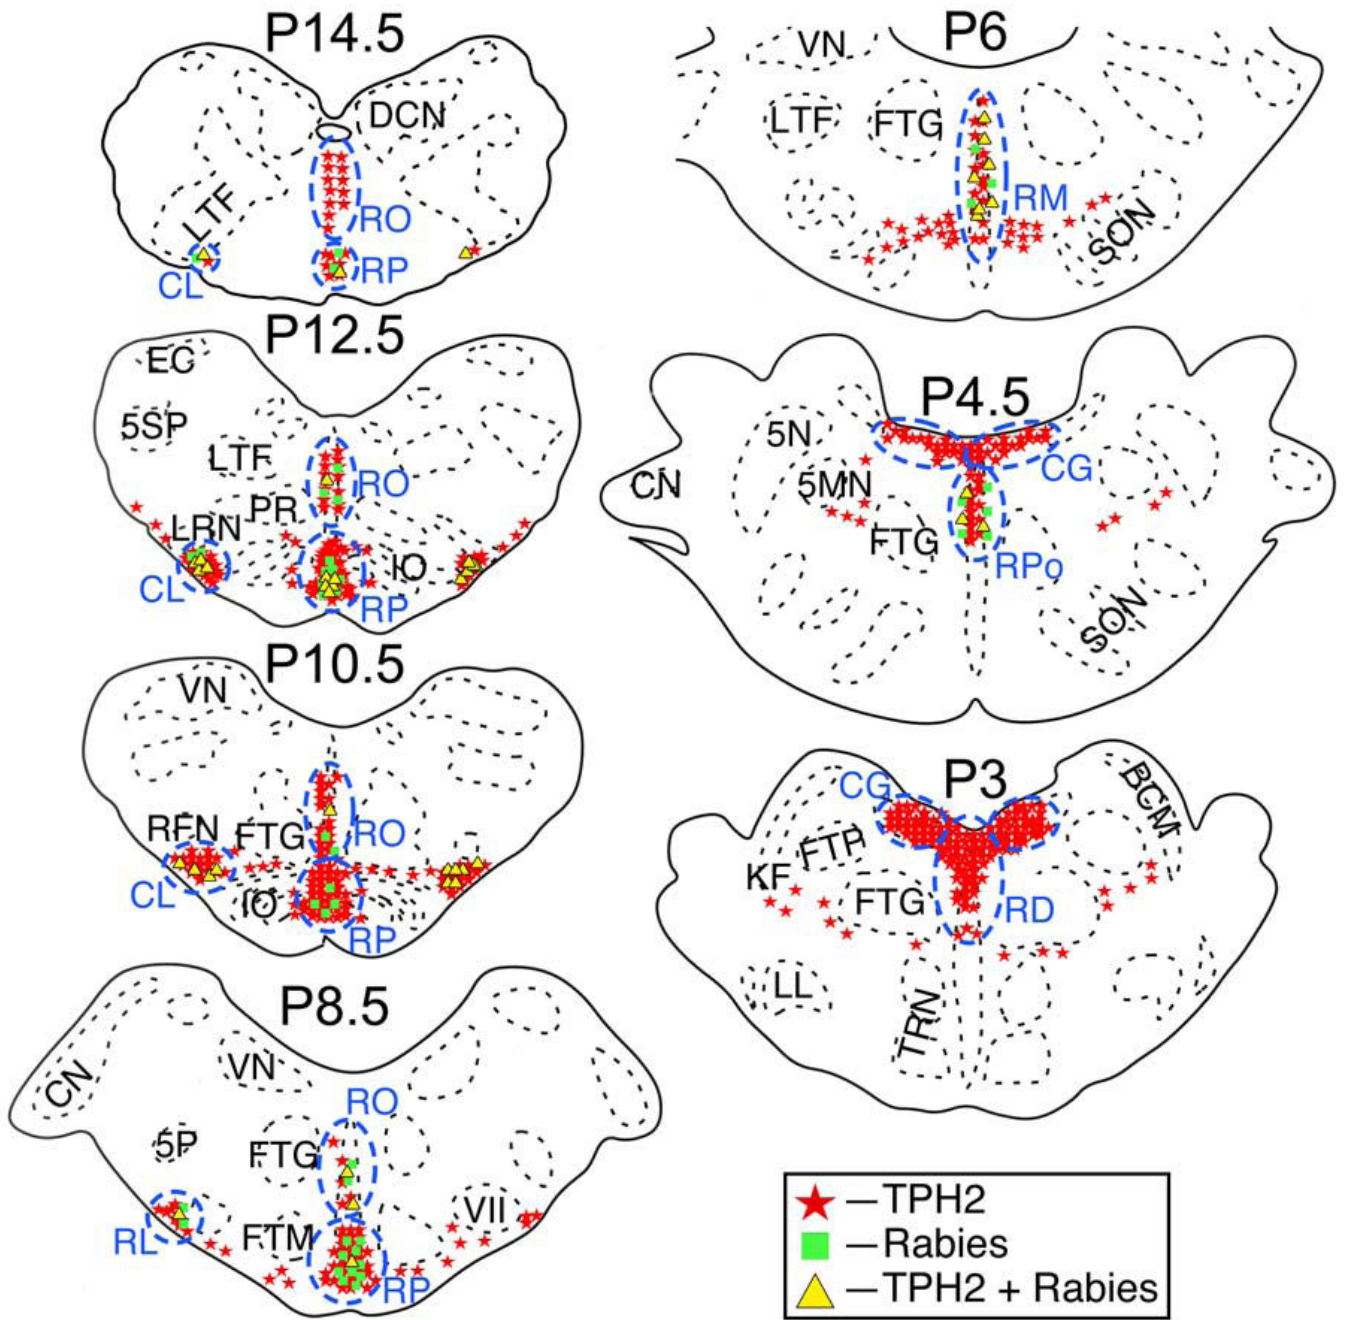 P14.5
DCN
LTF
RO
RP
CL
P12.5
EC
5SP
LTF
RO
PR
LRN
IO
CL
RP
P10.5
VN
RFN
FTG
RO
CL
IO
RP
P8.5
CN
VN
RO
5P
FTG
VII
RL
FTM
RP
P6
VN
LTF
FTG
RM
SON
P4.5
5N
CG
CN
5MN
FTG
RPo
SON
P3
CG
BCM
FTP
KF
FTG
RD
LL
TRN
—TPH2
—Rabies
—TPH2 + Rabies